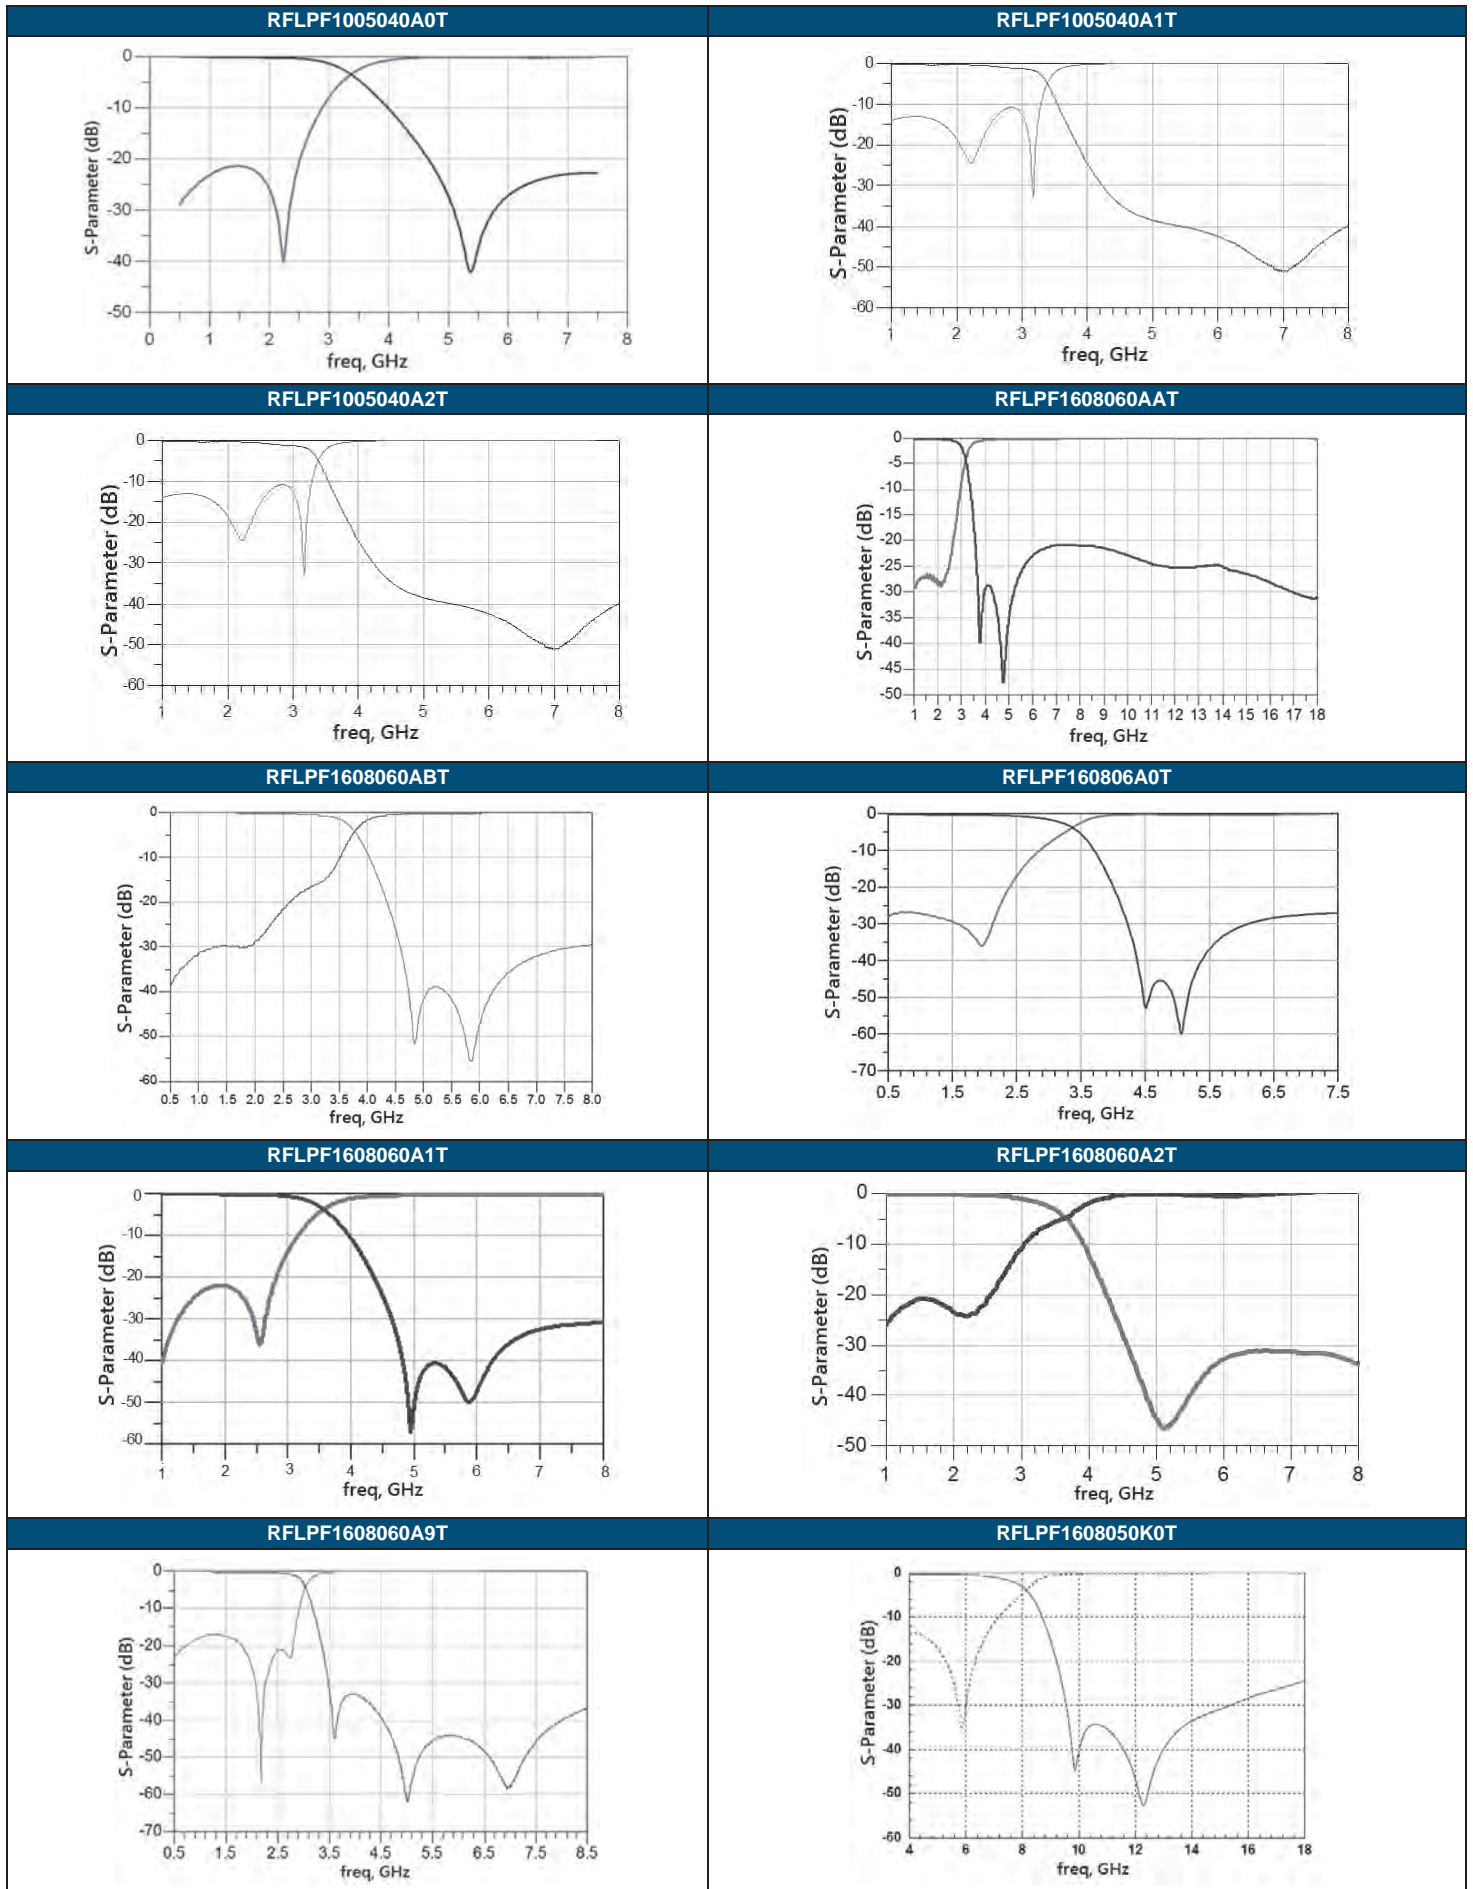 RFLPF1005040A0T
0
-10
-20
-30
-40
-50
S-Parameter (dB)
0 1 2 3 4 5 6 7 8
freq, GHz
RFLPF1005040A1T
0
-10
-20
-30
-40
-50
-60
S-Parameter (dB)
1 2 3 4 5 6 7 8
freq, GHz
RFLPF1005040A2T
0
-10
-20
-30
-40
-50
-60
S-Parameter (dB)
1 2 3 4 5 6 7 8
freq, GHz
RFLPF1608060AAT
0
-5
-10
-15
-20
-25
-30
-35
-40
-45
-50
S-Parameter (dB)
1 2 3 4 5 6 7 8 9 10 11 12 13 14 15 16 17 18
freq, GHz
RFLPF1608060ABT
0
-10
-20
-30
-40
-50
-60
S-Parameter (dB)
0.5 1.0 1.5 2.0 2.5 3.0 3.5 4.0 4.5 5.0 5.5 6.0 6.5 7.0 7.5 8.0
freq, GHz
RFLPF160806A0T
0
-10
-20
-30
-40
-50
-60
-70
S-Parameter (dB)
0.5 1.5 2.5 3.5 4.5 5.5 6.5 7.5
freq, GHz
RFLPF1608060A1T
0
-10
-20
-30
-40
-50
-60
S-Parameter (dB)
1 2 3 4 5 6 7 8
freq, GHz
RFLPF1608060A2T
0
-10
-20
-30
-40
-50
S-Parameter (dB)
1 2 3 4 5 6 7 8
freq, GHz
RFLPF1608060A9T
0
-10
-20
-30
-40
-50
-60
-70
S-Parameter (dB)
0.5 1.5 2.5 3.5 4.5 5.5 6.5 7.5 8.5
freq, GHz
RFLPF1608050K0T
0
-10
-20
-30
-40
-50
-60
S-Parameter (dB)
4 6 8 10 12 14 16 18
freq, GHz